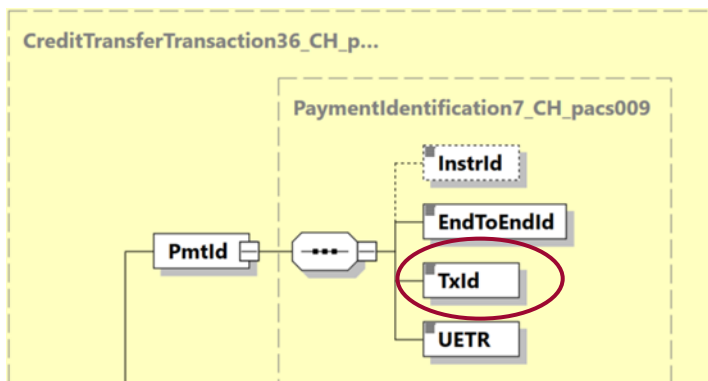 CreditTransferTransaction36_CH_p...
PaymentIdentification7_CH_pacs009
InstrId
EndToEndId
PmtId
TxId
UETR